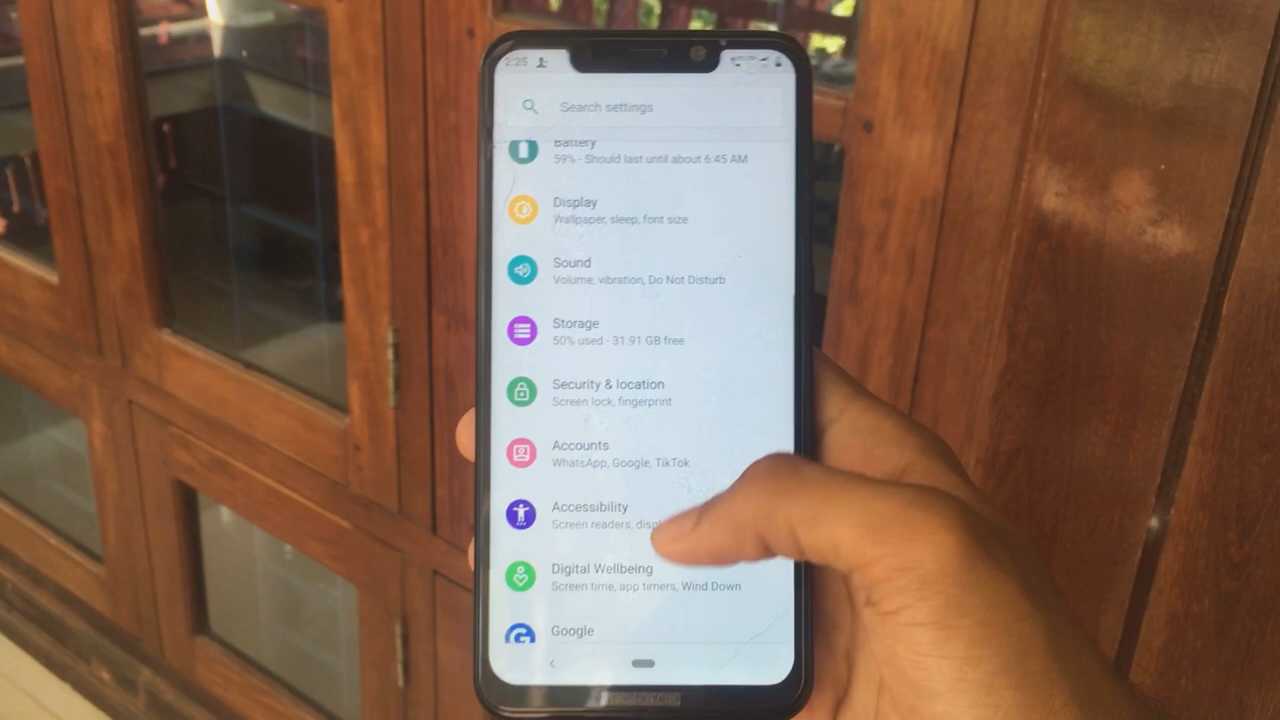 2:25
Search settings
Battery
59% - Should last until about 6:45 AM
Display
Wallpaper, sleep, font size
Sound
Volume, vibration, Do Not Disturb
Storage
50% used - 31.91 GB free
Security & location
Screen lock, fingerprint
Accounts
WhatsApp, Google, TikTok
Accessibility
Screen readers,
Digital Wellbeing
Screen time, app timers, Wind Down
Google
motorola